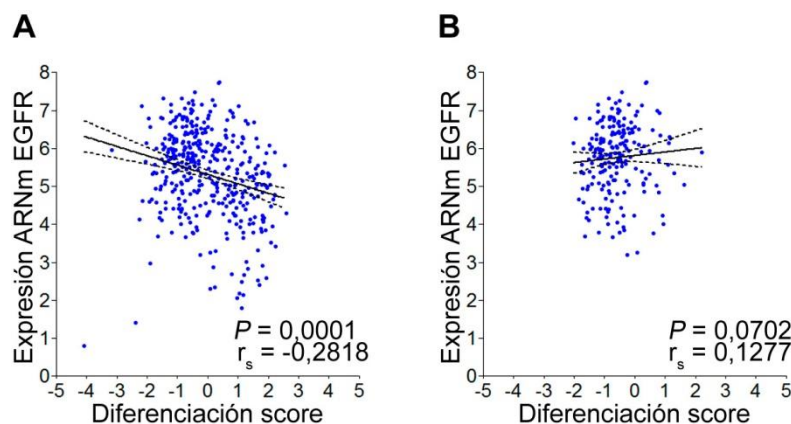 A
Expresión ARNm EGFR
8
7
6
5
4
3
2
1
0
-5 -4 -3 -2 -1 0 1 2 3 4 5
Diferenciación score
P = 0,0001
rs = -0,2818
B
Expresión ARNm EGFR
8
7
6
5
4
3
2
1
0
-5 -4 -3 -2 -1 0 1 2 3 4 5
Diferenciación score
P = 0,0702
rs = 0,1277